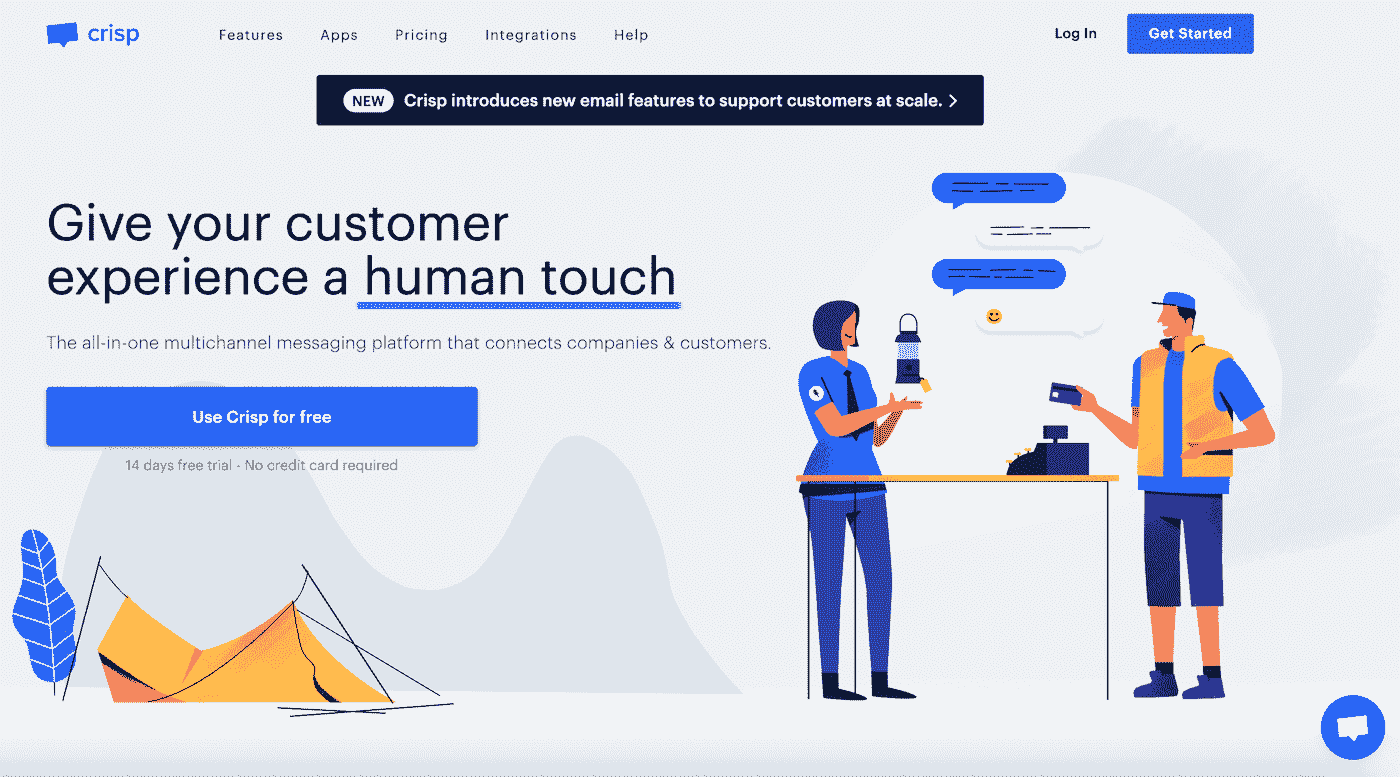 crisp
Features Apps Pricing Integrations Help
Log In
Get Started
NEW Crisp introduces new email features to support customers at scale.
Give your customer
experience a human touch
The all-in-one multichannel messaging platform that connects companies & customers.
Use Crisp for free
14 days free trial - No credit card required